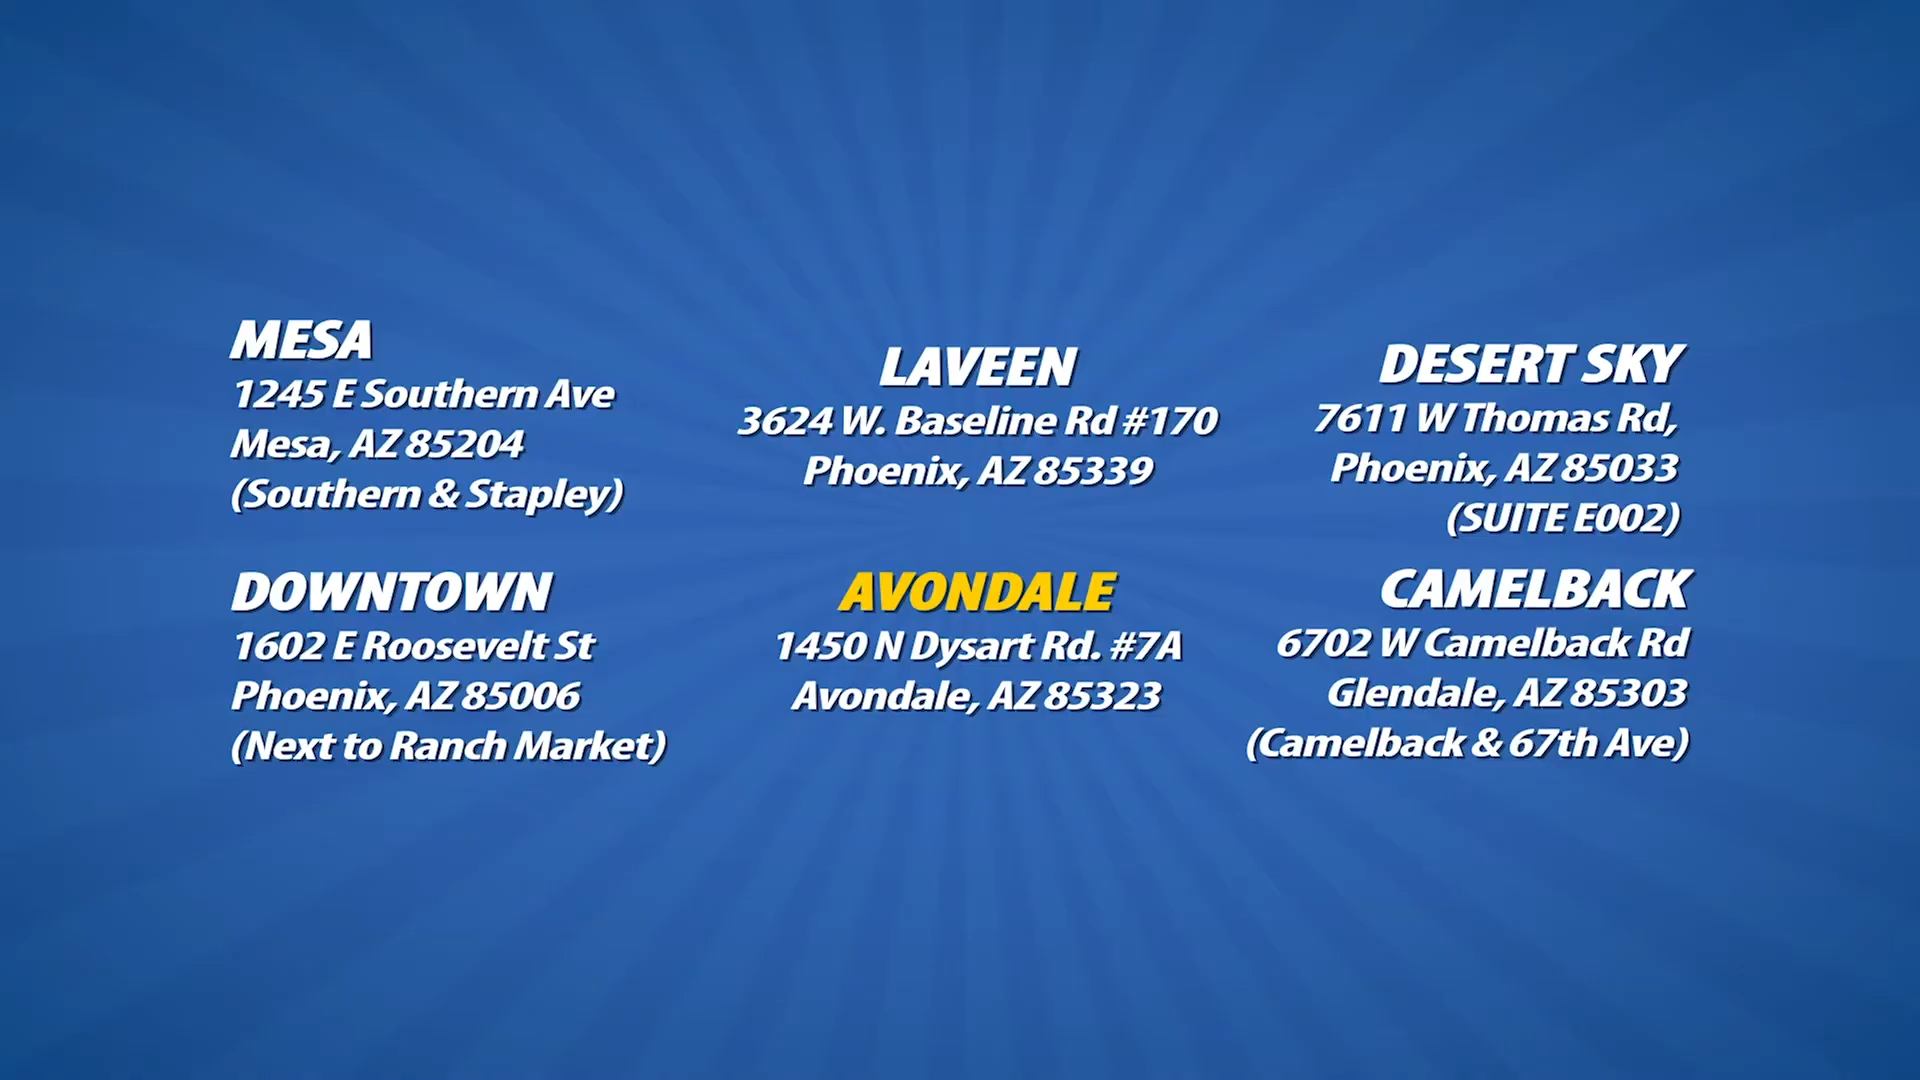 MESA
1245 E Southern Ave
Mesa, AZ 85204
(Southern & Stapley)
LAVEEN
3624 W. Baseline Rd #170
Phoenix, AZ 85339
DESERT SKY
7611 W Thomas Rd,
Phoenix, AZ 85033
(SUITE E002)
DOWNTOWN
1602 E Roosevelt St
Phoenix, AZ 85006
(Next to Ranch Market)
AVONDALE
1450 N Dysart Rd. #7A
Avondale, AZ 85323
CAMELBACK
6702 W Camelback Rd
Glendale, AZ 85303
(Camelback & 67th Ave)